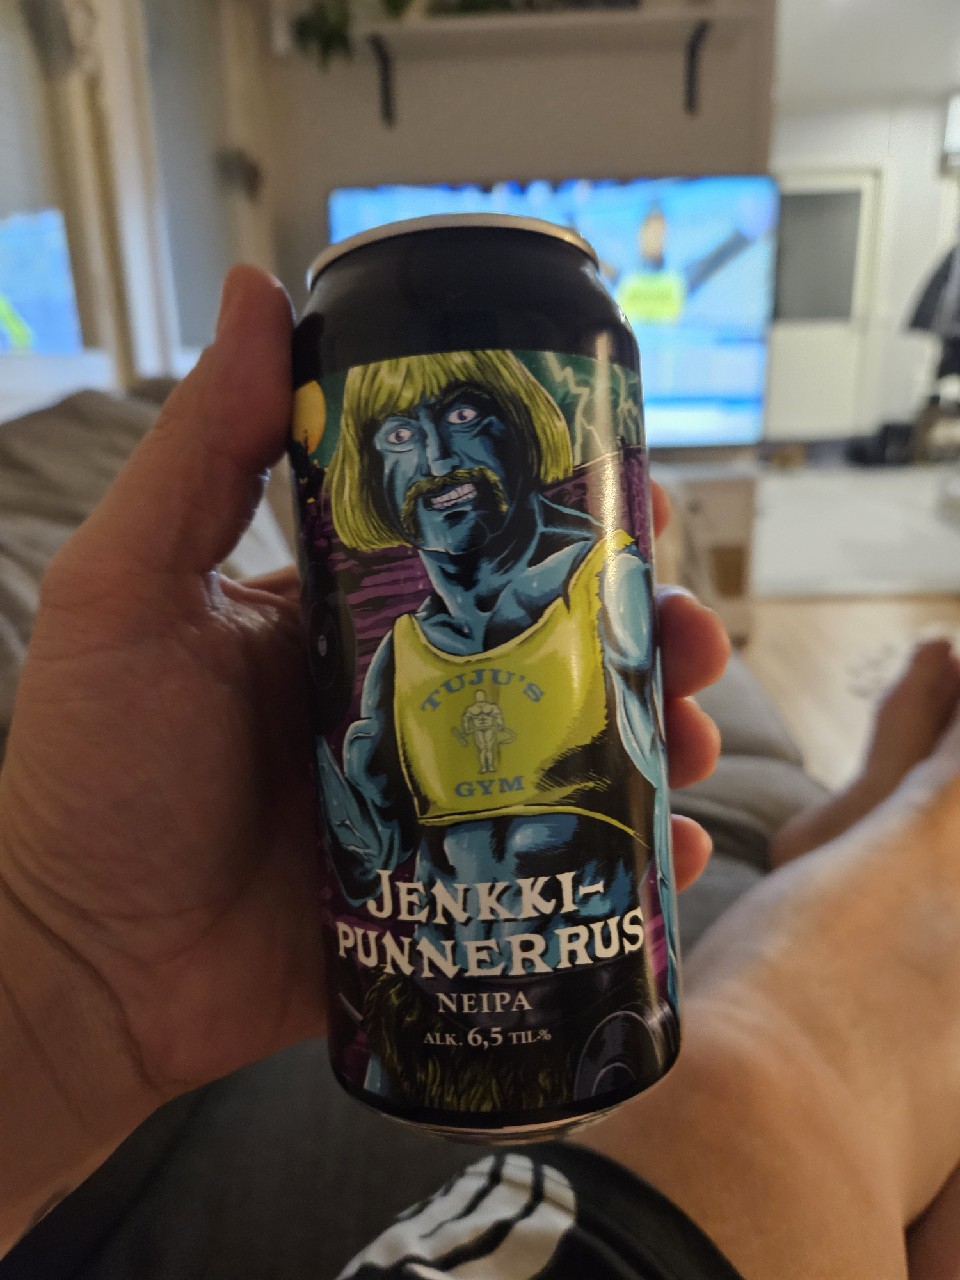 TUJU'S
GYM
JENKKI-
PUNNERRUS
NEIPA
ALK. 6,5 TIL-%